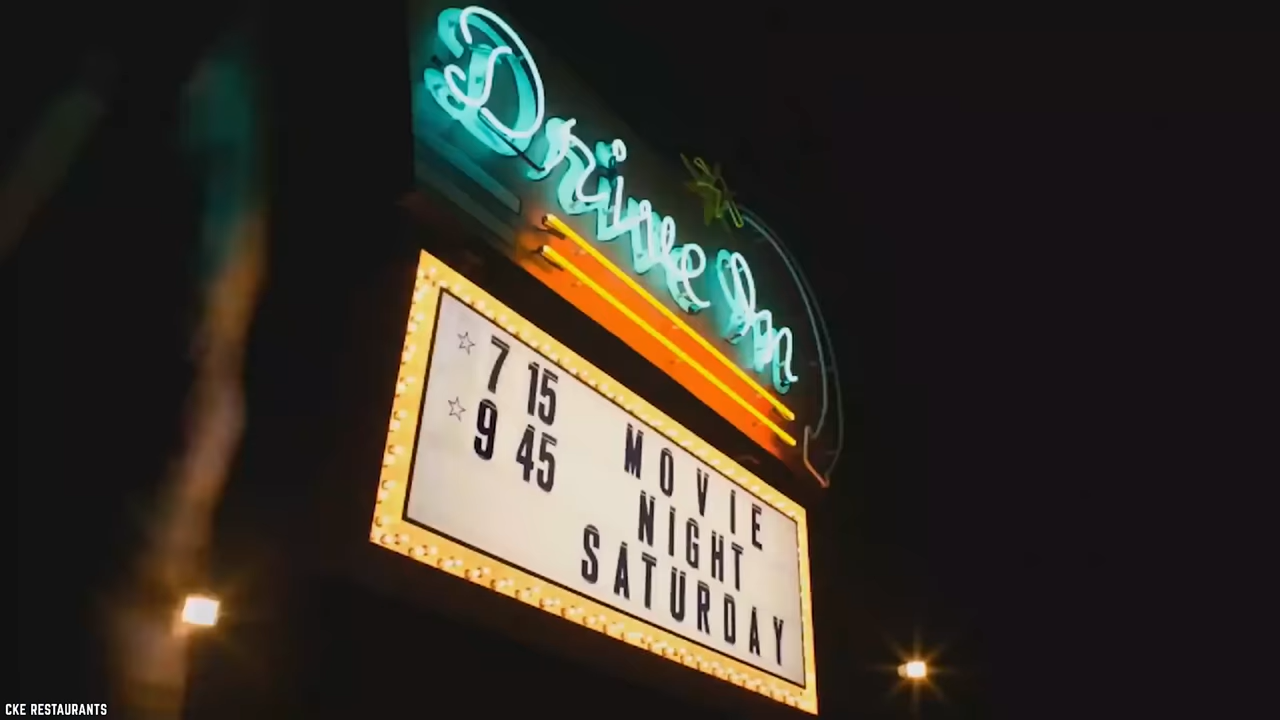 Drive In
7 15
9 45
MOVIE
NIGHT
SATURDAY
CKE RESTAURANTS